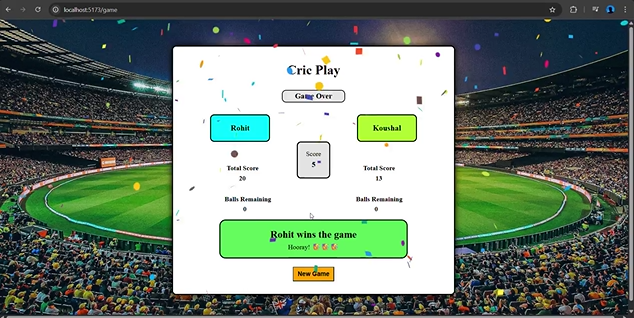 localhost:5173/game
Cric Play
Game Over
Rohit
Koushal
Score
5
Total Score
20
Total Score
13
Balls Remaining
0
Balls Remaining
0
Rohit wins the game
Hooray!
New Game